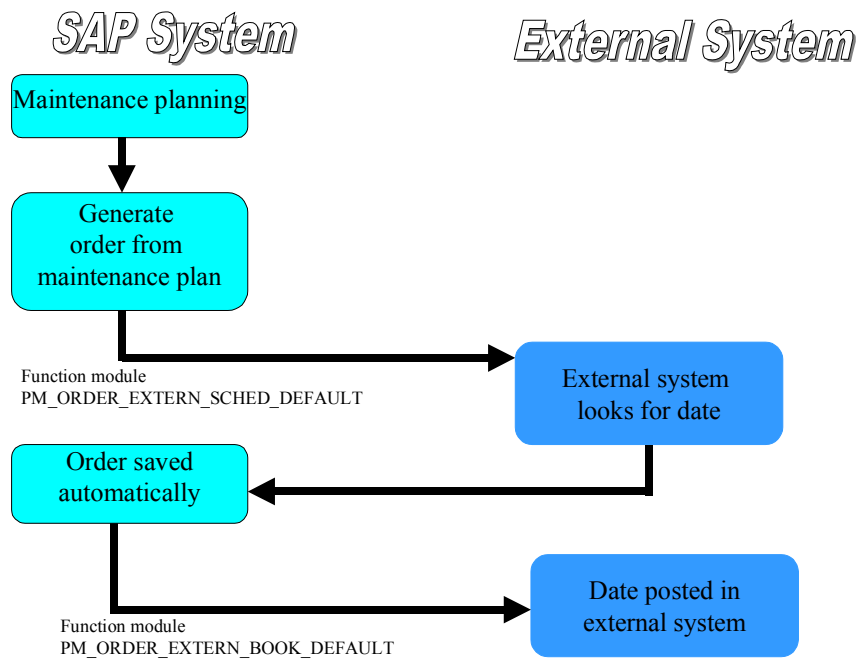 SAP System
External System
Maintenance planning
Generate
order from
maintenance plan
Function module
PM_ORDER_EXTERN_SCHED_DEFAULT
External system
looks for date
Order saved
automatically
Function module
PM_ORDER_EXTERN_BOOK_DEFAULT
Date posted in
external system